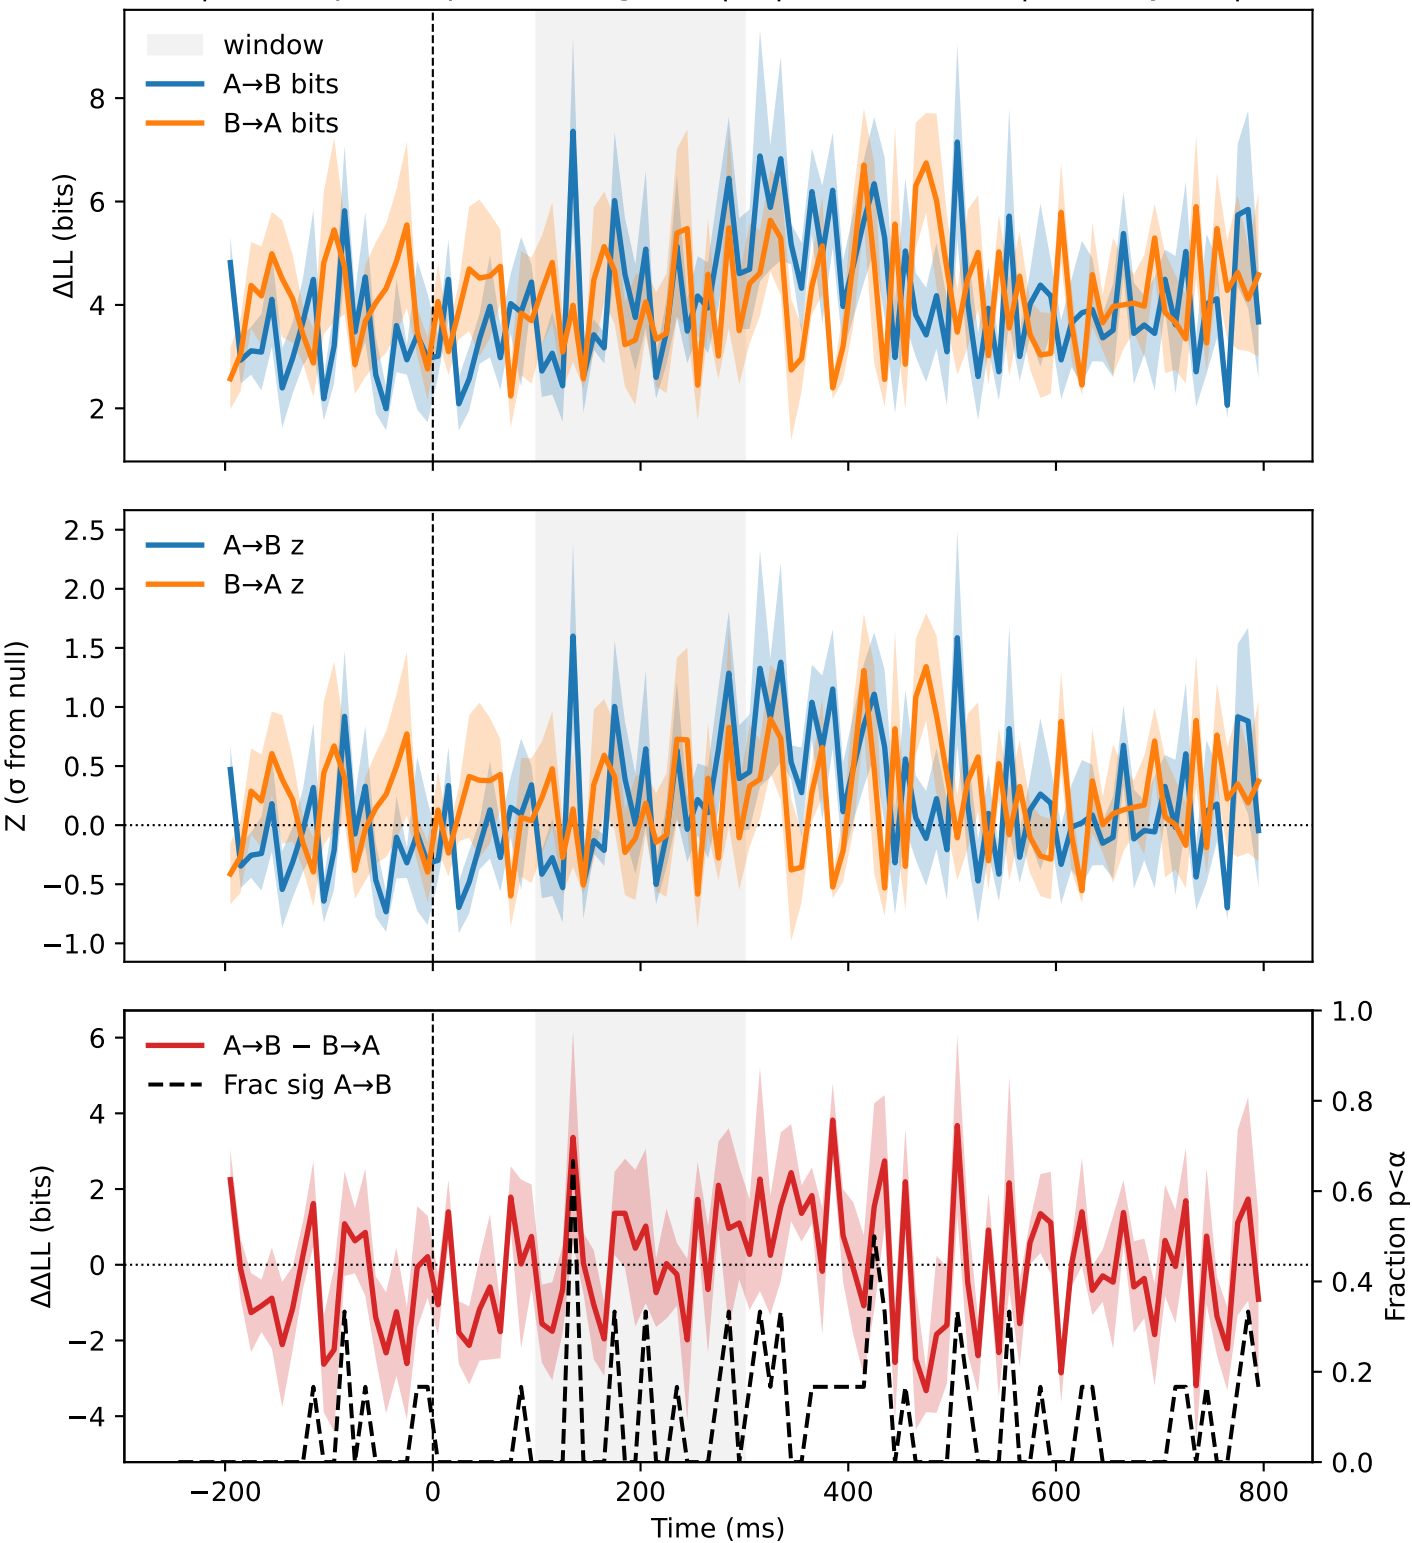 window
A→B bits
B→A bits
ΔLL (bits)
8
6
4
2
A→B z
B→A z
Z (σ from null)
2.5
2.0
1.5
1.0
0.5
0.0
−0.5
−1.0
A→B − B→A
Frac sig A→B
ΔΔLL (bits)
6
4
2
0
−2
−4
1.0
0.8
0.6
0.4
0.2
0.0
Fraction p<α
−200 0 200 400 600 800
Time (ms)